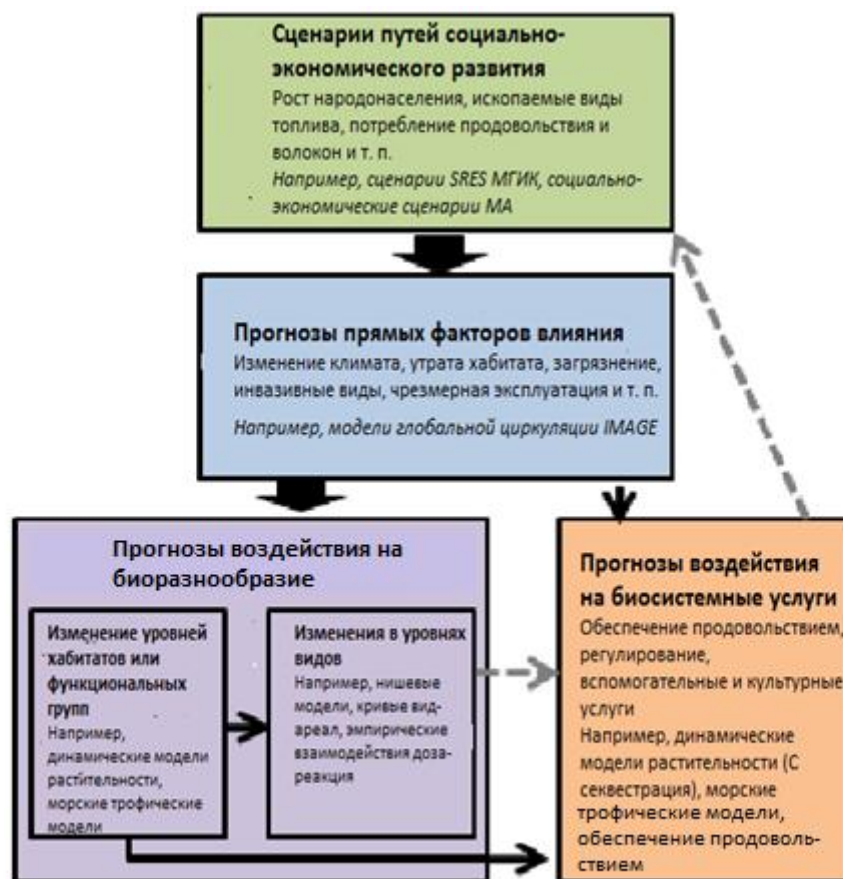 Сценарии путей социально-
экономического развития
Рост народонаселения, ископаемые виды
топлива, потребление продовольствия и
волокон и т. п.
Например, сценарии SRES МГИК, социально-
экономические сценарии МА
Прогнозы прямых факторов влияния
Изменение климата, утрата хабитата, загрязнение,
инвазивные виды, чрезмерная эксплуатация и т. п.
Например, модели глобальной циркуляции IMAGE
Прогнозы воздействия на
биоразнообразие
Изменение уровней
хабитатов или
функциональных
групп
Например,
динамические модели
растительности,
морские трофические
модели
Изменения в уровнях
видов
Например, нишевые
модели, кривые вид-
ареал, эмпирические
взаимодействия доза-
реакция
Прогнозы воздействия
на биосистемные услуги
Обеспечение продовольствием,
регулирование,
вспомогательные и культурные
услуги
Например, динамические
модели растительности (С
секвестрация), морские
трофические модели,
обеспечение продоволь-
ствием